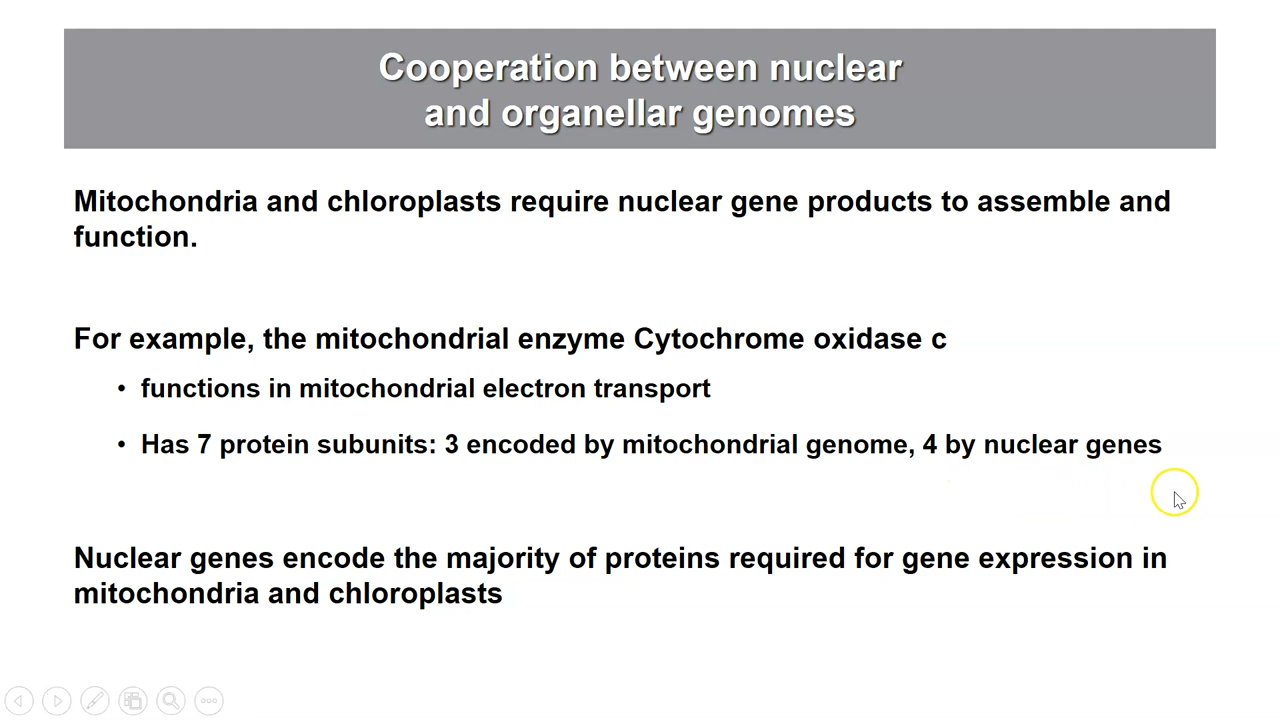 Cooperation between nuclear
and organellar genomes
Mitochondria and chloroplasts require nuclear gene products to assemble and
function.
For example, the mitochondrial enzyme Cytochrome oxidase c
• functions in mitochondrial electron transport
• Has 7 protein subunits: 3 encoded by mitochondrial genome, 4 by nuclear genes
Nuclear genes encode the majority of proteins required for gene expression in
mitochondria and chloroplasts